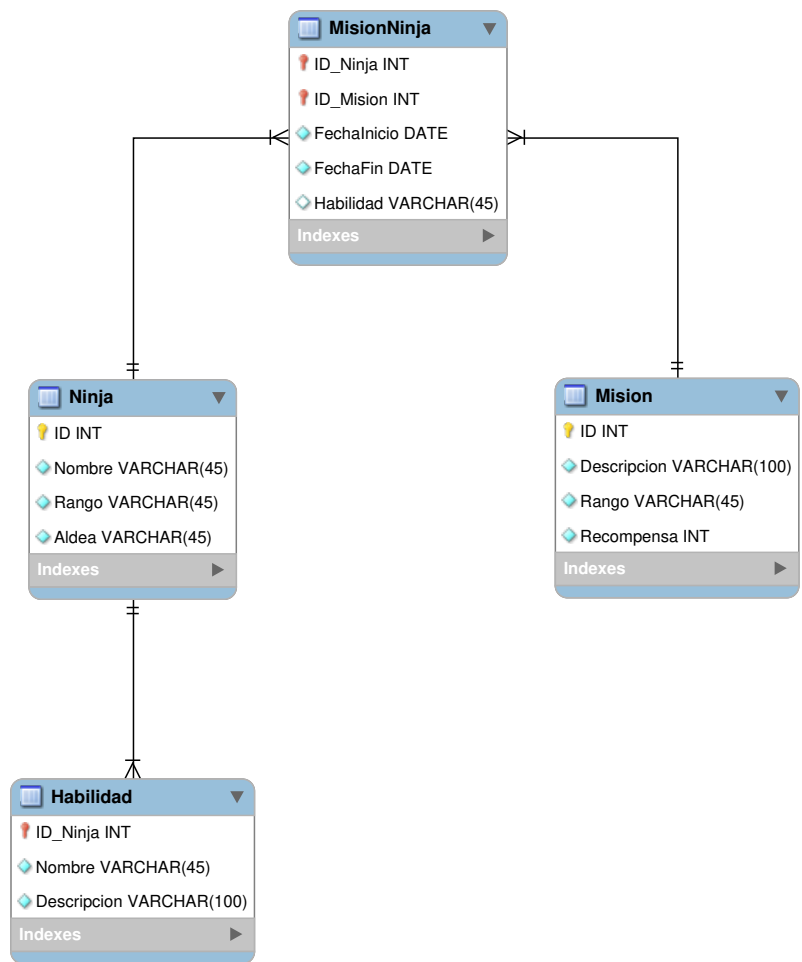 MisionNinja
ID_Ninja INT
ID_Mision INT
FechaInicio DATE
FechaFin DATE
Habilidad VARCHAR(45)
Indexes
Ninja
ID INT
Nombre VARCHAR(45)
Rango VARCHAR(45)
Aldea VARCHAR(45)
Indexes
Mision
ID INT
Descripcion VARCHAR(100)
Rango VARCHAR(45)
Recompensa INT
Indexes
Habilidad
ID_Ninja INT
Nombre VARCHAR(45)
Descripcion VARCHAR(100)
Indexes